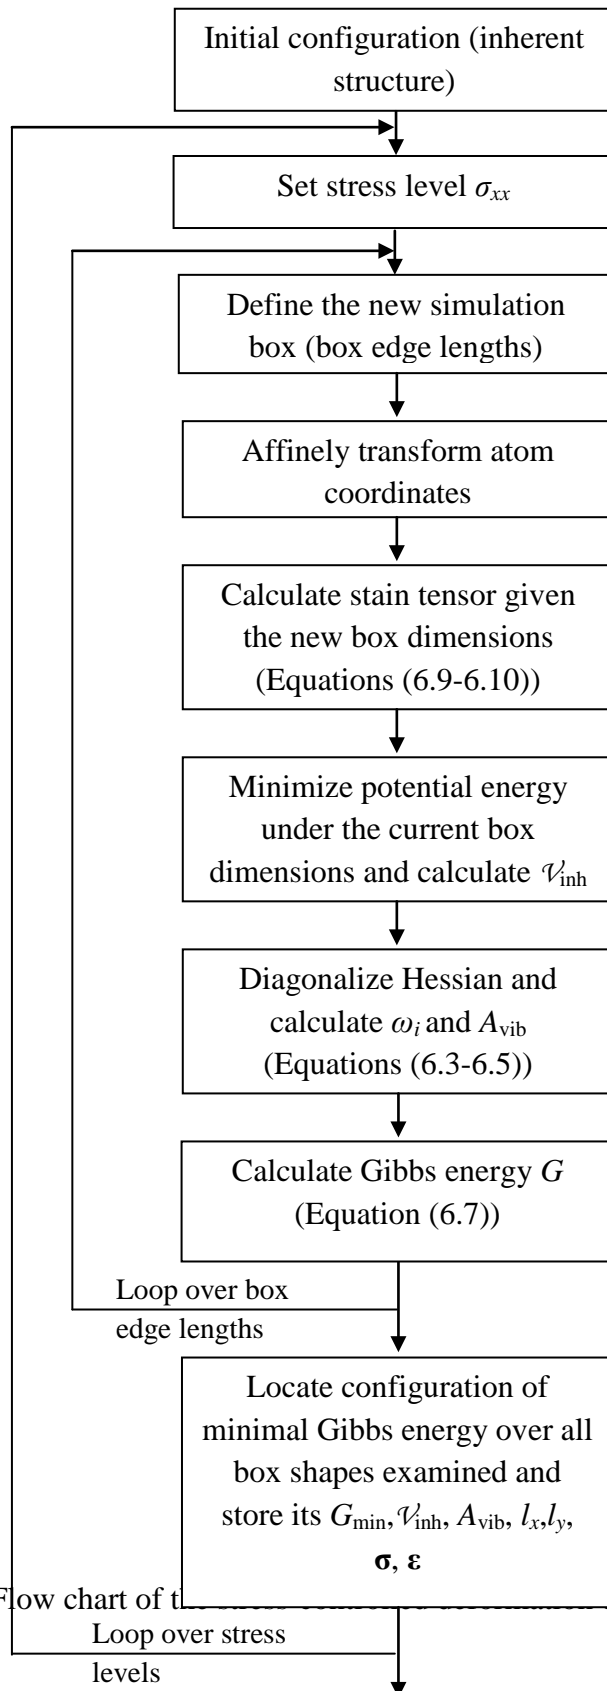 Initial configuration (inherent
structure)
Set stress level σxx
Define the new simulation
box (box edge lengths)
Affinely transform atom
coordinates
Calculate stain tensor given
the new box dimensions
(Equations (6.9-6.10))
Minimize potential energy
under the current box
dimensions and calculate 𝒱inh
Diagonalize Hessian and
calculate ωi and Avib
(Equations (6.3-6.5))
Calculate Gibbs energy G
(Equation (6.7))
Loop over box
edge lengths
Locate configuration of
minimal Gibbs energy over all
box shapes examined and
store its Gmin,𝒱inh, Avib, lx,ly,
σ, ε
Flow chart of the stress controlled deformation
Loop over stress
levels